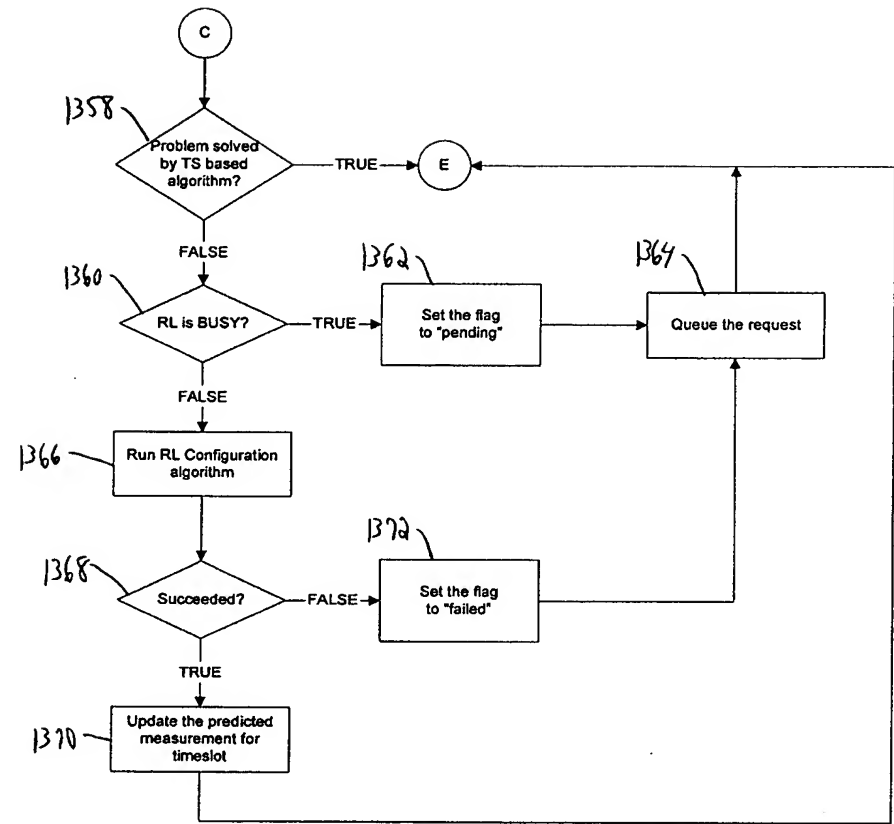 C
1358
Problem solved
by TS based
algorithm?
TRUE
E
FALSE
1360
RL is BUSY?
TRUE
1362
Set the flag
to "pending"
1364
Queue the request
FALSE
1366
Run RL Configuration
algorithm
1368
Succeeded?
FALSE
1372
Set the flag
to "failed"
TRUE
1370
Update the predicted
measurement for
timeslot